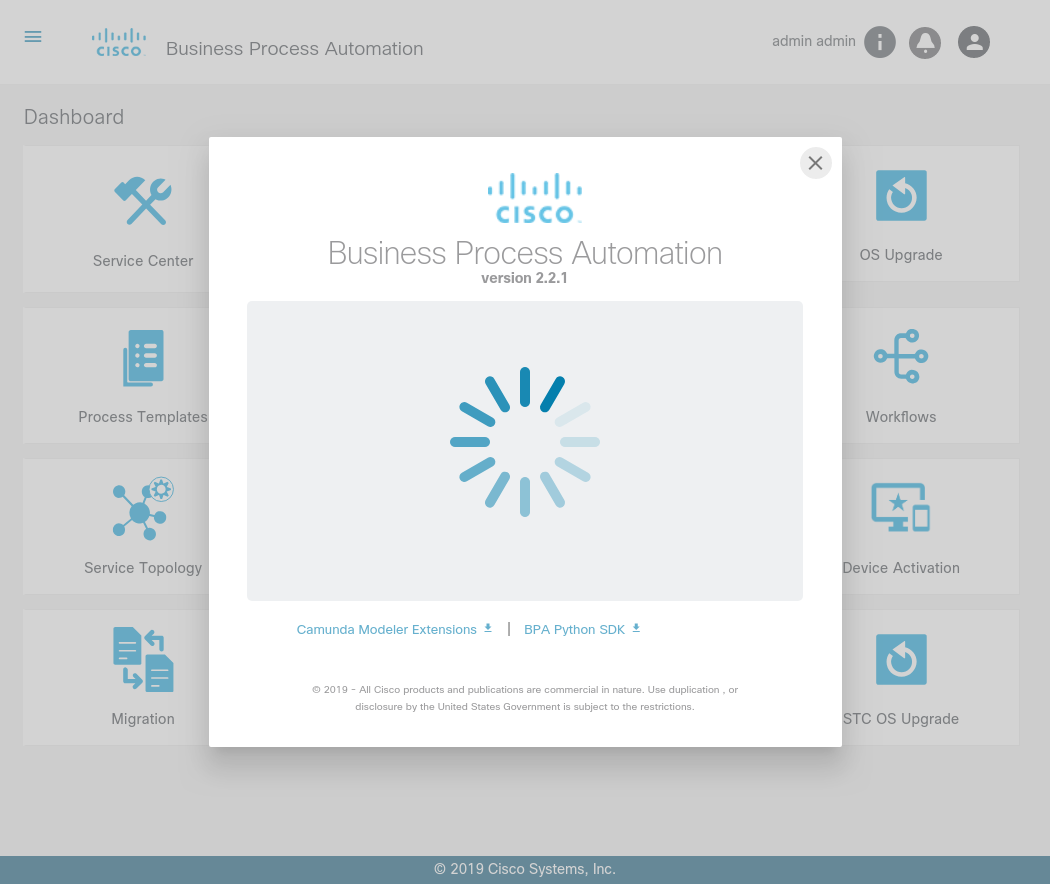 CISCO
Business Process Automation
admin admin
Dashboard
Service Center
OS Upgrade
Process Templates
Workflows
Service Topology
Device Activation
Migration
STC OS Upgrade
CISCO
Business Process Automation
version 2.2.1
Camunda Modeler Extensions | BPA Python SDK
© 2019 - All Cisco products and publications are commercial in nature. Use duplication , or
disclosure by the United States Government is subject to the restrictions.
© 2019 Cisco Systems, Inc.